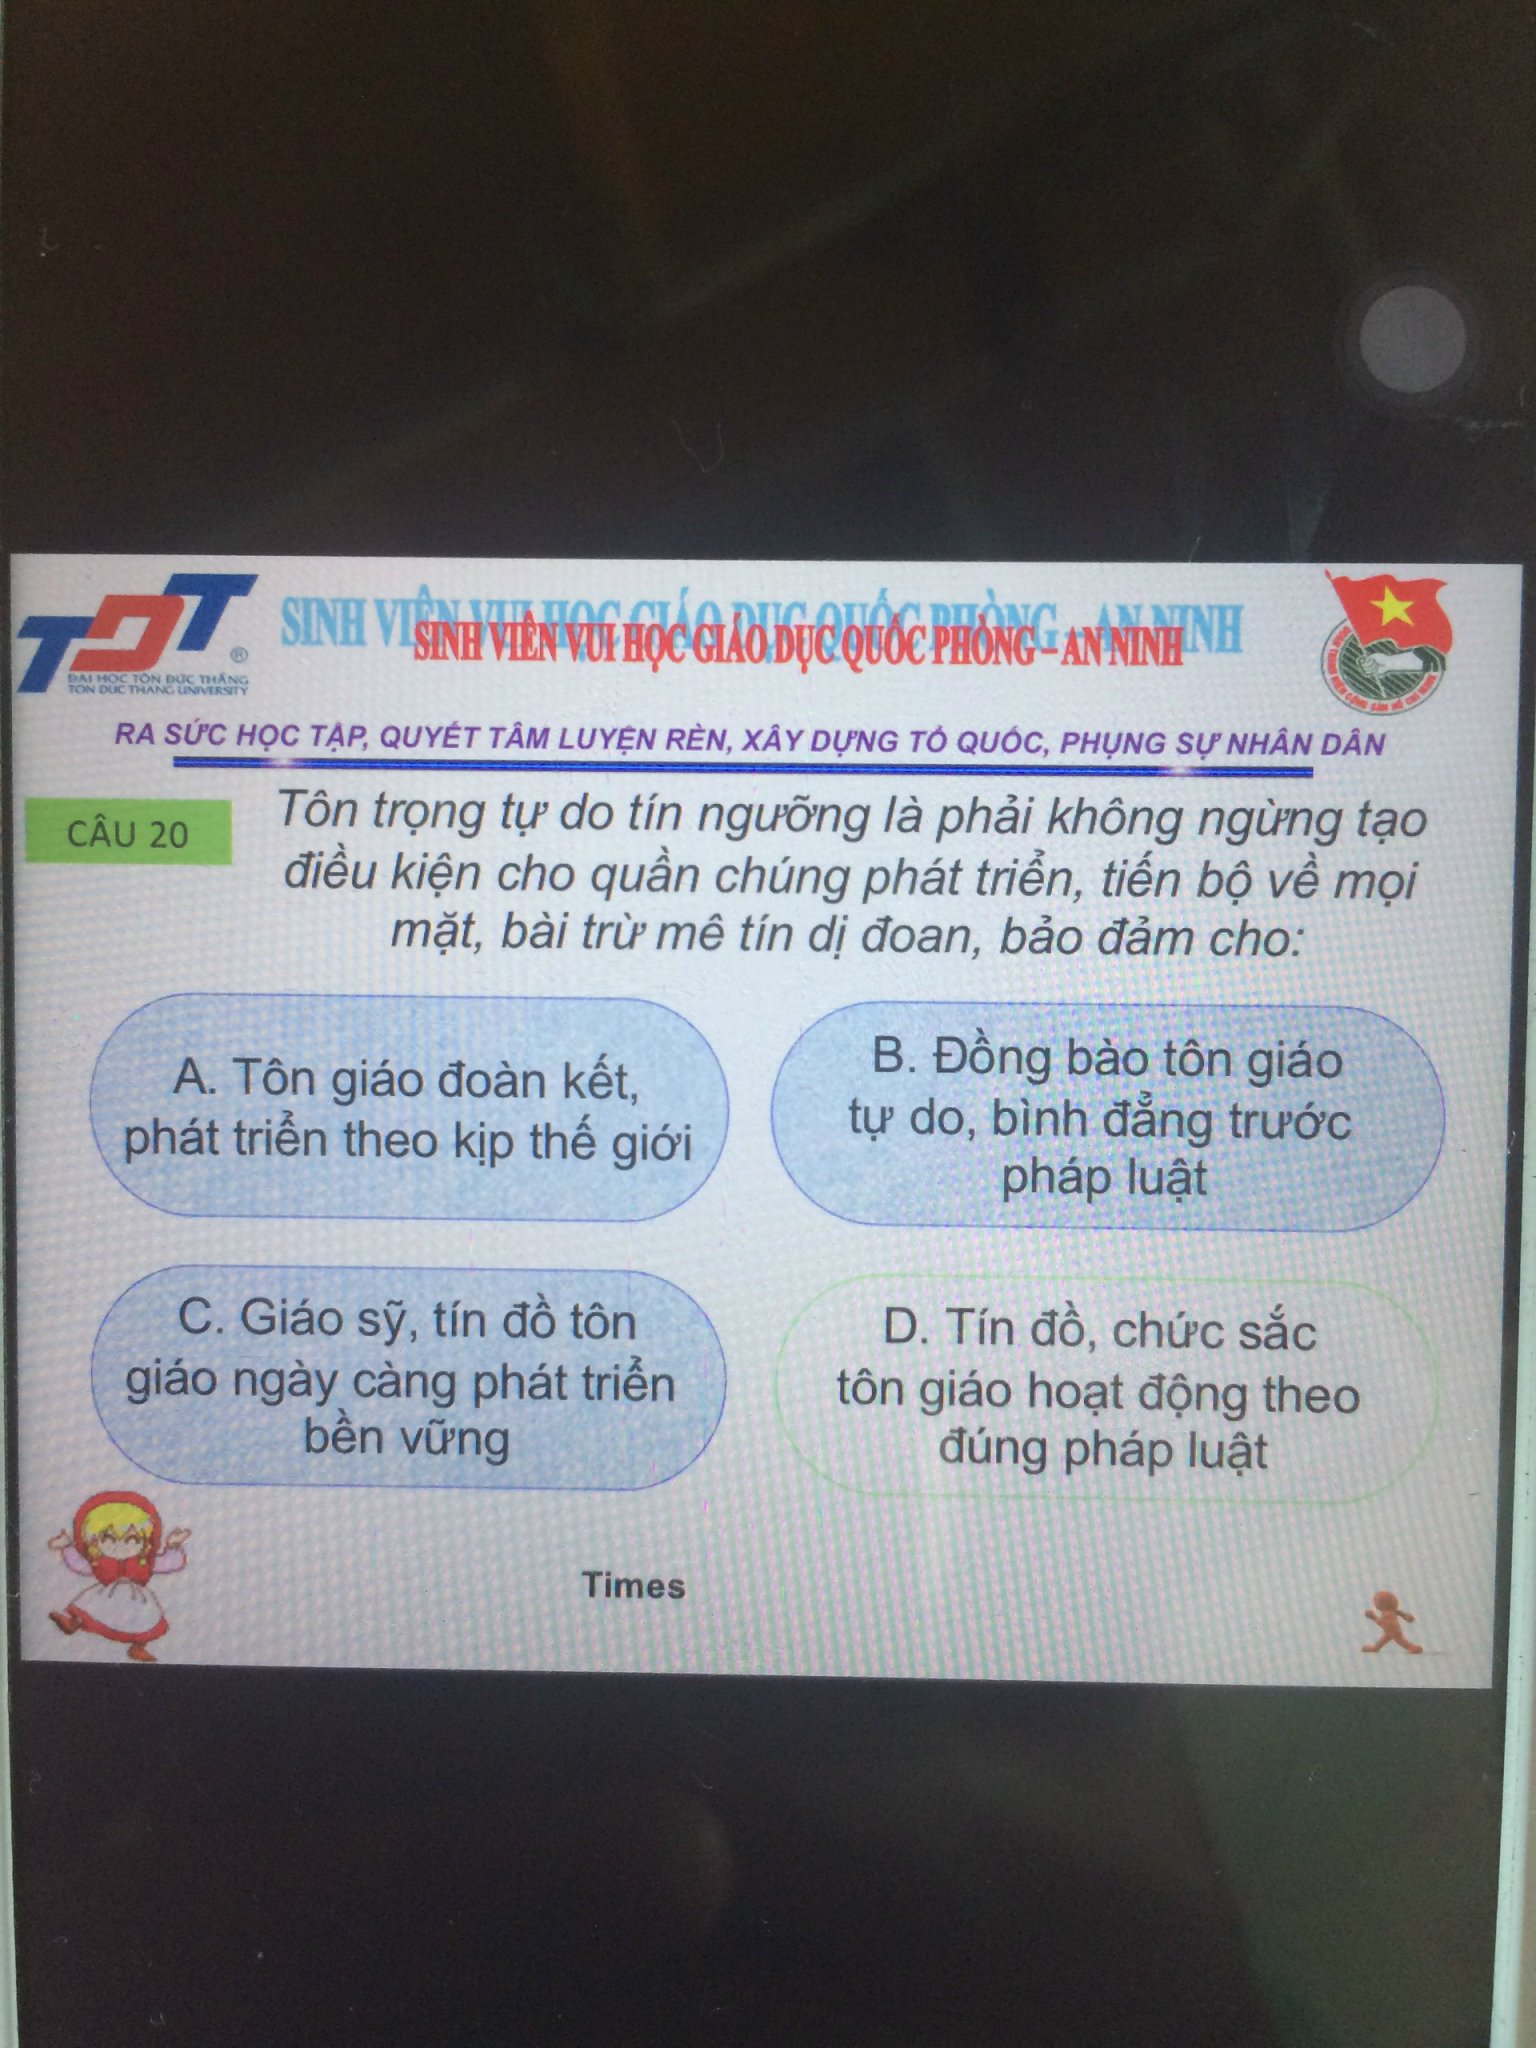 TDT
®
ĐẠI HỌC TÔN ĐỨC THẮNG
TON DUC THANG UNIVERSITY
SINH VIÊN VUI HỌC GIÁO DỤC QUỐC PHÒNG – AN NINH
RA SỨC HỌC TẬP, QUYẾT TÂM LUYỆN RÈN, XÂY DỰNG TỔ QUỐC, PHỤNG SỰ NHÂN DÂN
CÂU 20
Tôn trọng tự do tín ngưỡng là phải không ngừng tạo
điều kiện cho quần chúng phát triển, tiến bộ về mọi
mặt, bài trừ mê tín dị đoan, bảo đảm cho:
A. Tôn giáo đoàn kết,
phát triển theo kịp thế giới
B. Đồng bào tôn giáo
tự do, bình đẳng trước
pháp luật
C. Giáo sỹ, tín đồ tôn
giáo ngày càng phát triển
bền vững
D. Tín đồ, chức sắc
tôn giáo hoạt động theo
đúng pháp luật
Times